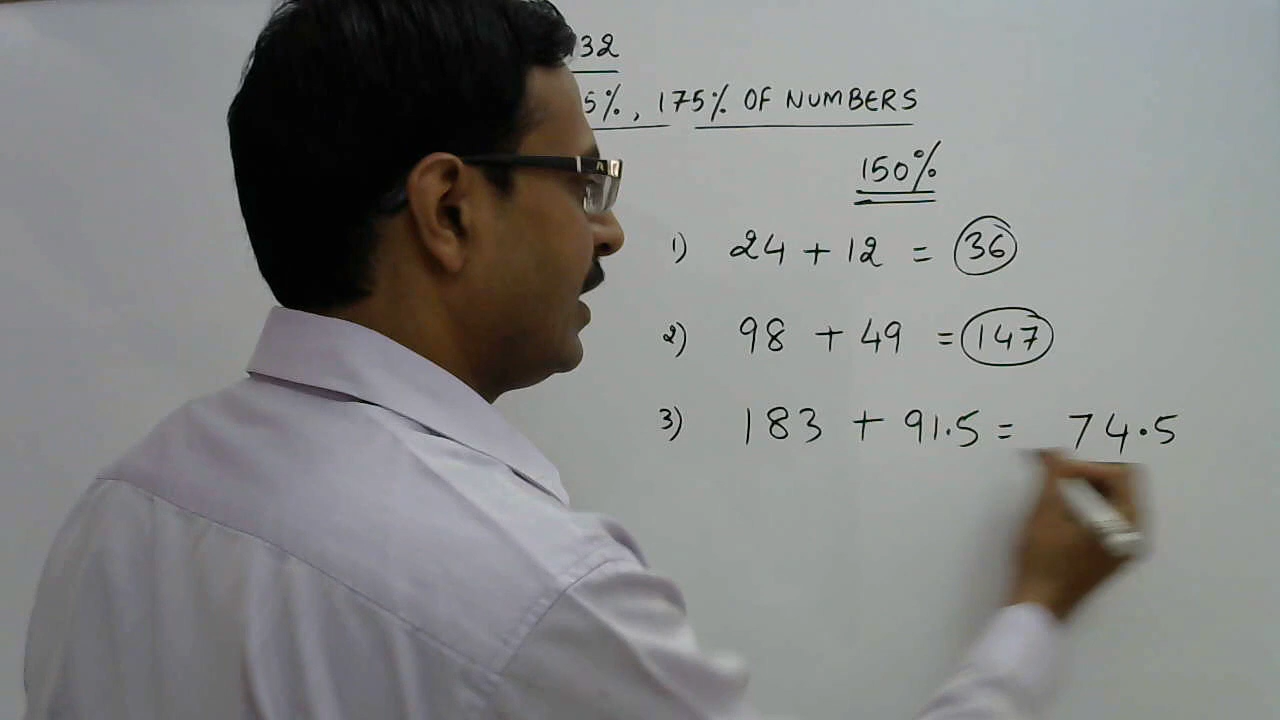 132
5%, 175% OF NUMBERS
150%
1) 24 + 12 = 36
2) 98 + 49 = 147
3) 183 + 91.5 = 74.5